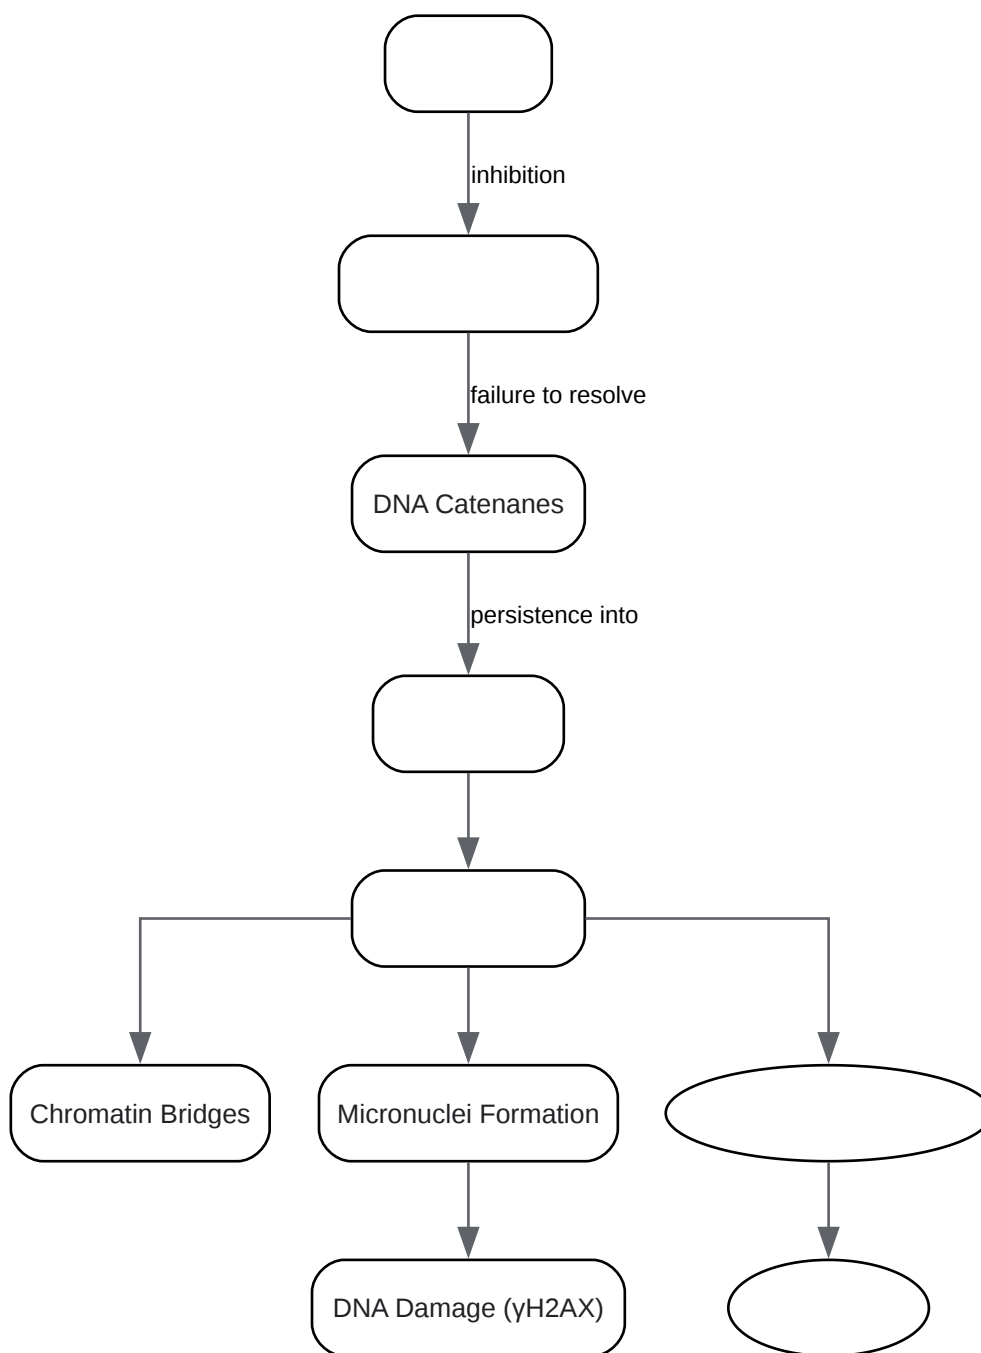 inhibition
failure to resolve
DNA Catenanes
persistence into
Chromatin Bridges
Micronuclei Formation
DNA Damage (γH2AX)